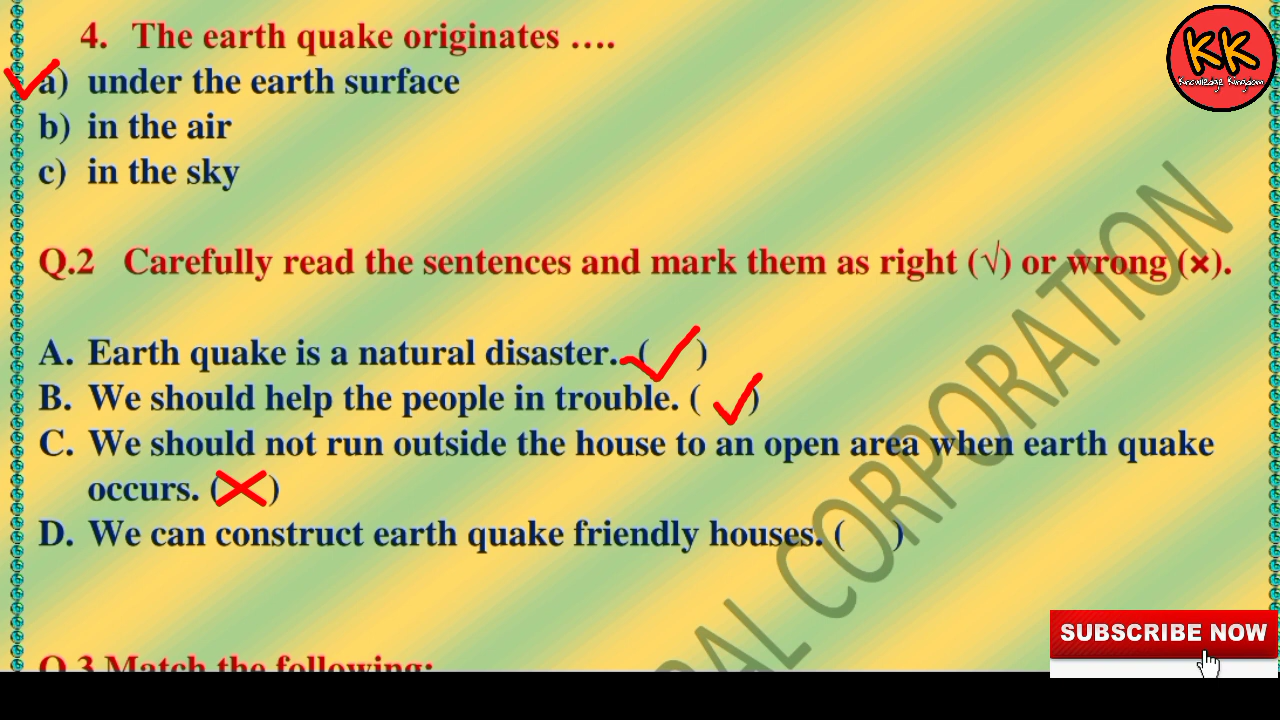 4. The earth quake originates ....
a) under the earth surface
b) in the air
c) in the sky
Q.2 Carefully read the sentences and mark them as right (√) or wrong (×).
A. Earth quake is a natural disaster.. (✓)
B. We should help the people in trouble. (✓)
C. We should not run outside the house to an open area when earth quake
occurs. (✗)
D. We can construct earth quake friendly houses. ( )
Q.3 Match the following:
KK
Knowledge Kingdom
CORPORATION
SUBSCRIBE NOW